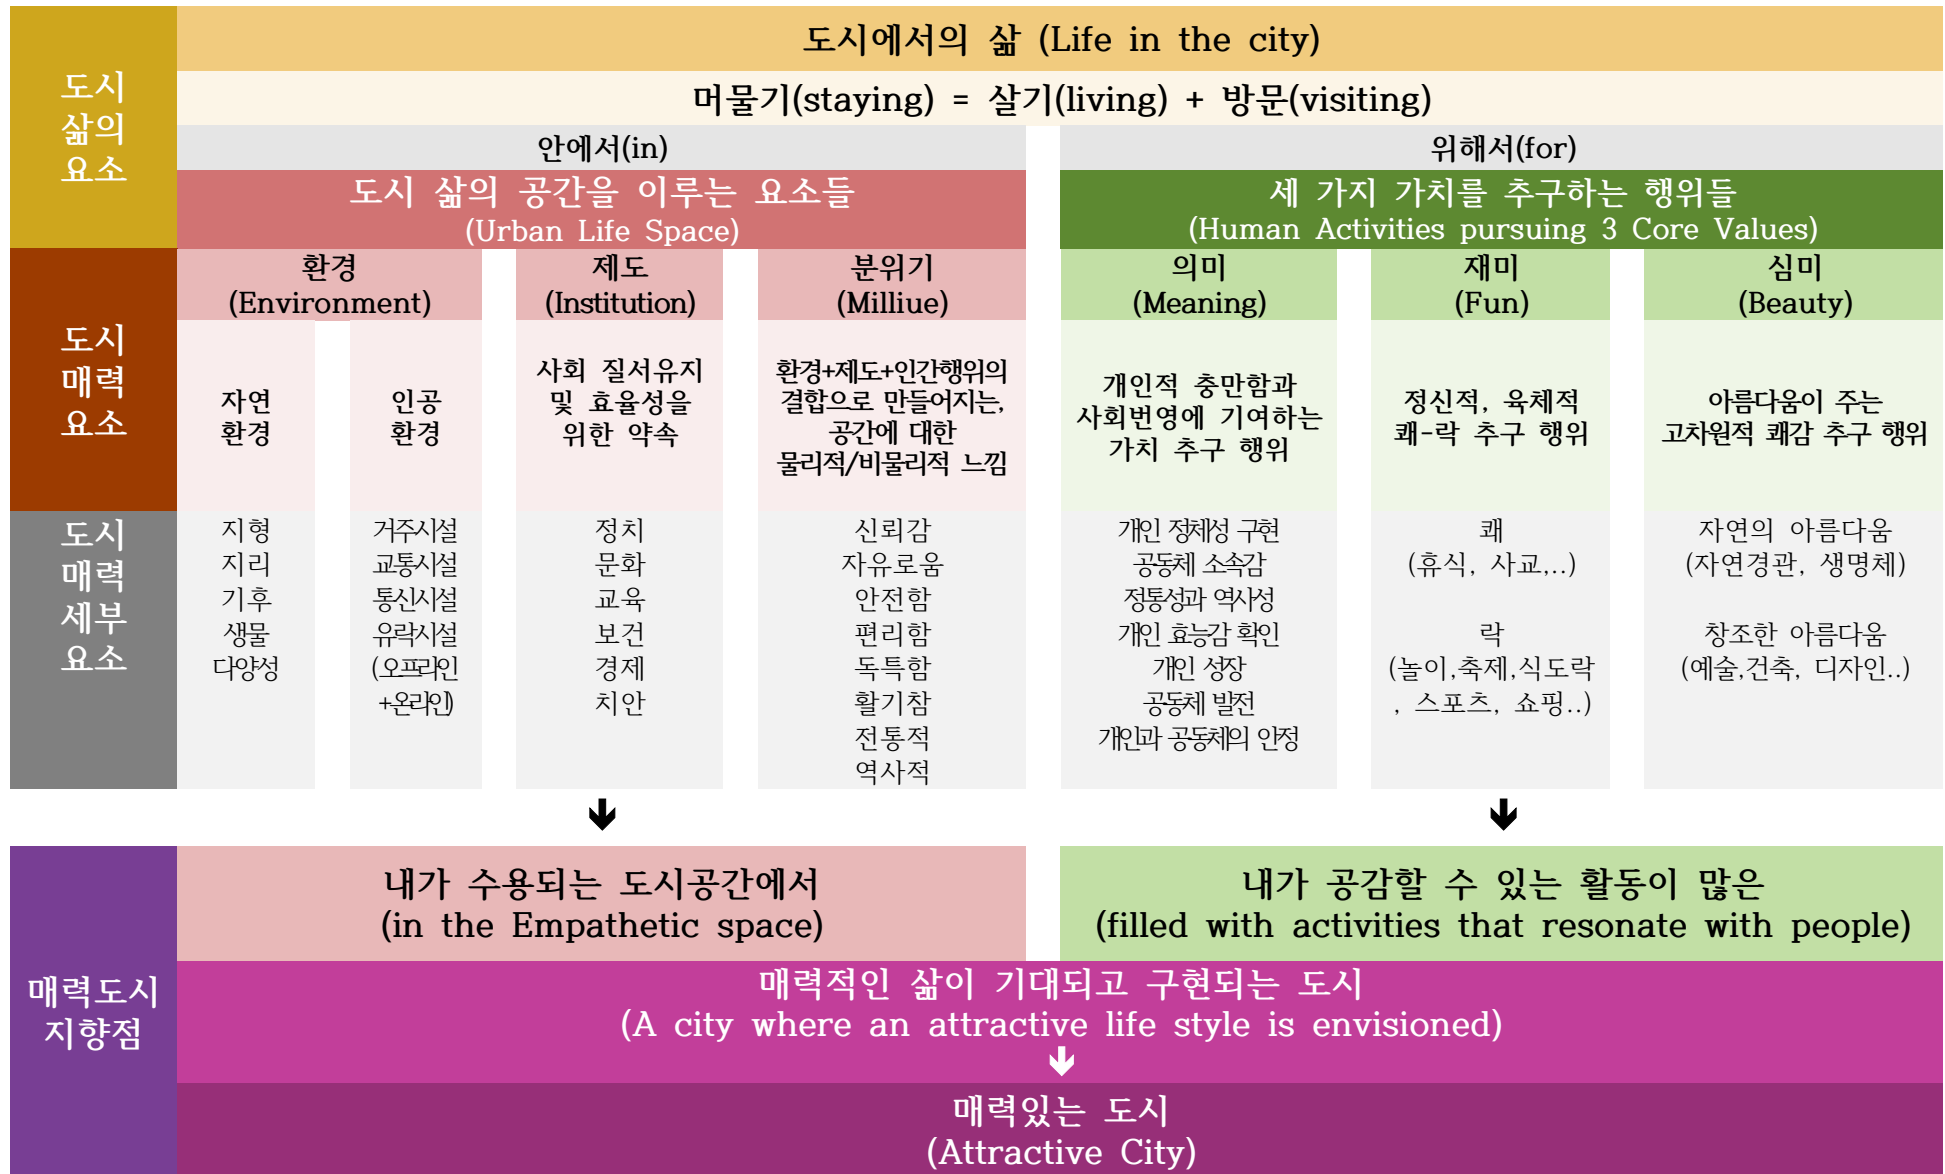 도시
삶의
요소
도시에서의 삶 (Life in the city)
머물기(staying) = 살기(living) + 방문(visiting)
안에서(in)
도시 삶의 공간을 이루는 요소들
(Urban Life Space)
위해서(for)
세 가지 가치를 추구하는 행위들
(Human Activities pursuing 3 Core Values)
도시
매력
요소
환경
(Environment)
제도
(Institution)
분위기
(Milliue)
의미
(Meaning)
재미
(Fun)
심미
(Beauty)
자연
환경
인공
환경
사회 질서유지
및 효율성을
위한 약속
환경+제도+인간행위의
결합으로 만들어지는,
공간에 대한
물리적/비물리적 느낌
개인적 충만함과
사회번영에 기여하는
가치 추구 행위
정신적, 육체적
쾌-락 추구 행위
아름다움이 주는
고차원적 쾌감 추구 행위
도시
매력
세부
요소
지형
지리
기후
생물
다양성
거주시설
교통시설
통신시설
유락시설
(오프라인
+온라인)
정치
문화
교육
보건
경제
치안
신뢰감
자유로움
안전함
편리함
독특함
활기참
전통적
역사적
개인 정체성 구현
공동체 소속감
정통성과 역사성
개인 효능감 확인
개인 성장
공동체 발전
개인과 공동체의 안정
쾌
(휴식, 사교,..)
락
(놀이,축제,식도락
, 스포츠, 쇼핑..)
자연의 아름다움
(자연경관, 생명체)
창조한 아름다움
(예술,건축, 디자인..)
매력도시
지향점
내가 수용되는 도시공간에서
(in the Empathetic space)
내가 공감할 수 있는 활동이 많은
(filled with activities that resonate with people)
매력적인 삶이 기대되고 구현되는 도시
(A city where an attractive life style is envisioned)
매력있는 도시
(Attractive City)